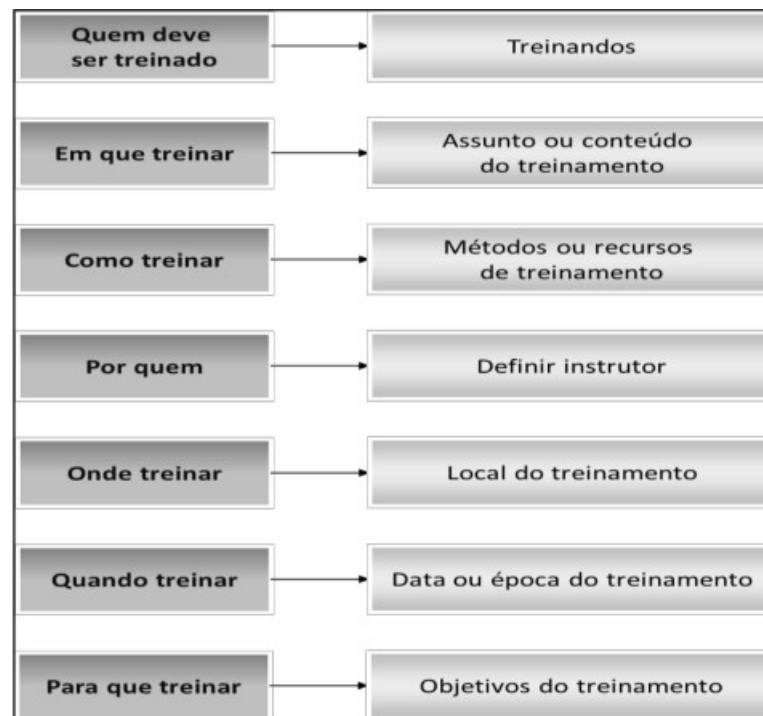 Quem deve
ser treinado
Treinandos
Em que treinar
Assunto ou conteúdo
do treinamento
Como treinar
Métodos ou recursos
de treinamento
Por quem
Definir instrutor
Onde treinar
Local do treinamento
Quando treinar
Data ou época do treinamento
Para que treinar
Objetivos do treinamento